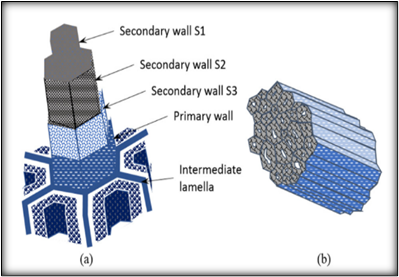 Secondary wall S1
Secondary wall S2
Secondary wall S3
Primary wall
Intermediate
lamella
(a)
(b)